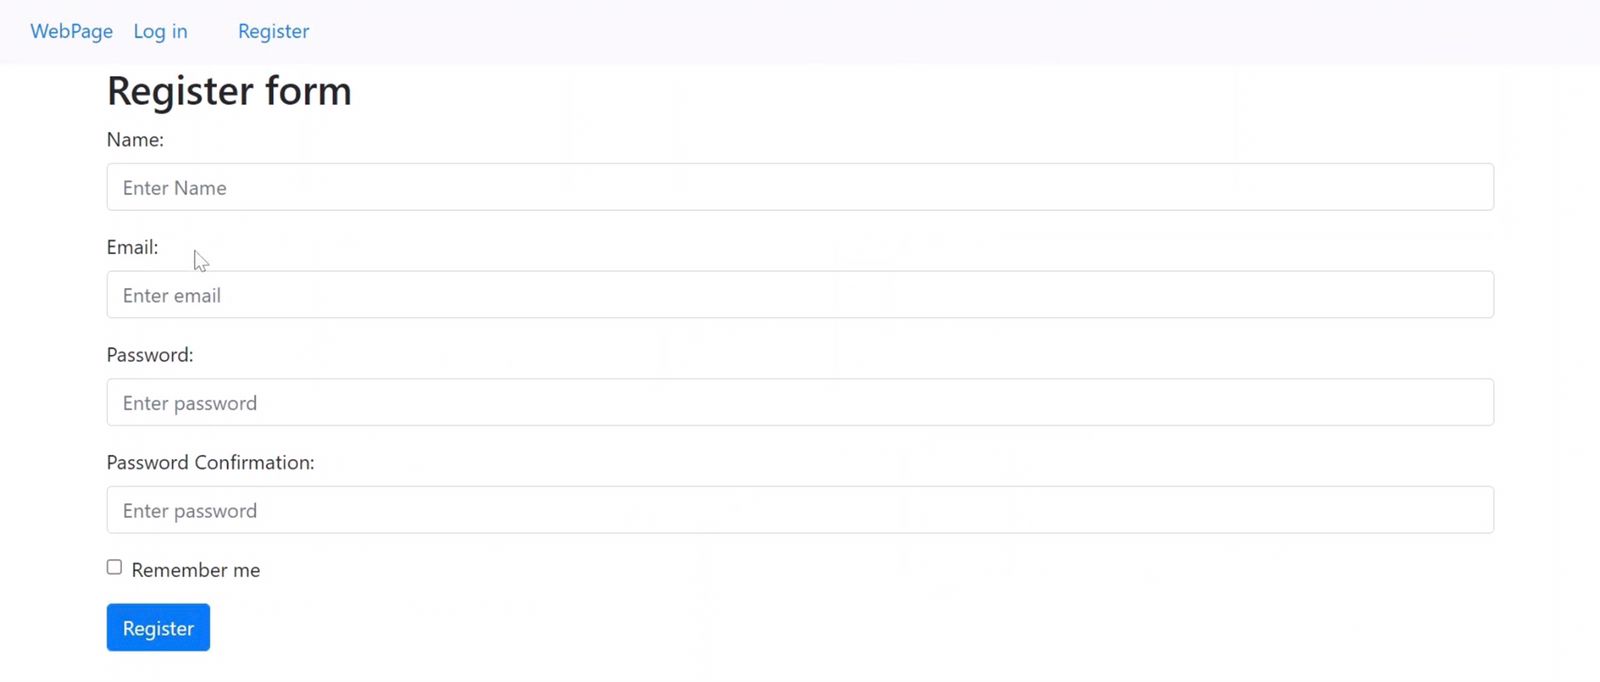 WebPage Log in Register
Register form
Name:
Enter Name
Email:
Enter email
Password:
Enter password
Password Confirmation:
Enter password
Remember me
Register